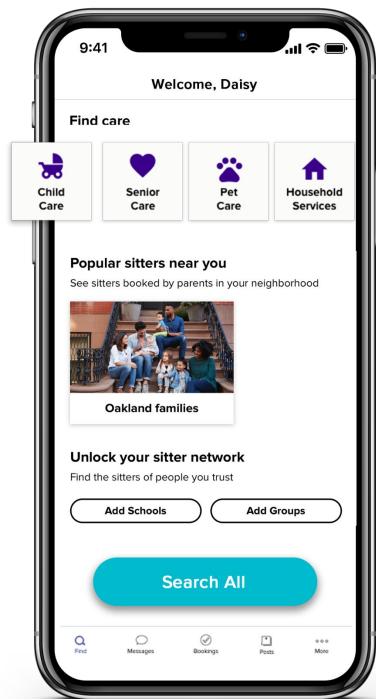 9:41
Welcome, Daisy
Find care
Child
Care
Senior
Care
Pet
Care
Household
Services
Popular sitters near you
See sitters booked by parents in your neighborhood
Oakland families
Unlock your sitter network
Find the sitters of people you trust
Add Schools
Add Groups
Search All
Find
Messages
Bookings
Posts
More